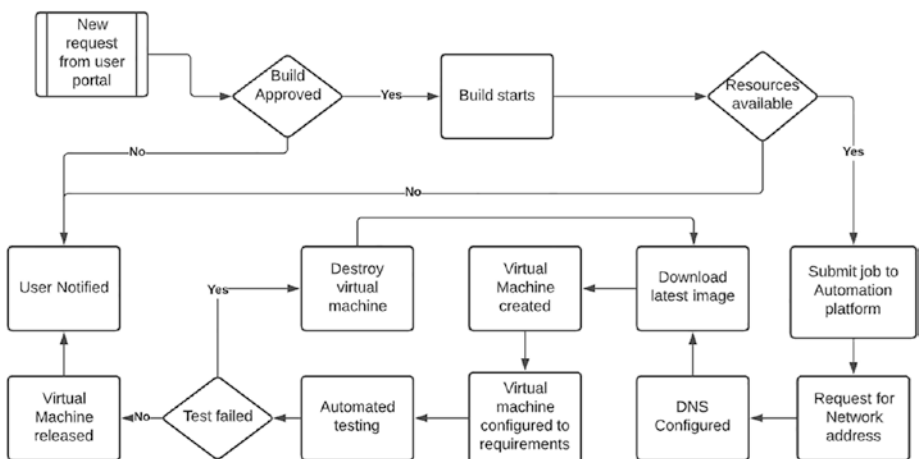 New
request
from user
portal
Build
Approved
Yes
Build starts
Resources
available
No
Yes
No
User Notified
Yes
Destroy
virtual
machine
Virtual
Machine
created
Download
latest image
Submit job to
Automation
platform
Virtual
Machine
released
No
Test failed
Automated
testing
Virtual
machine
configured to
requirements
DNS
Configured
Request for
Network
address